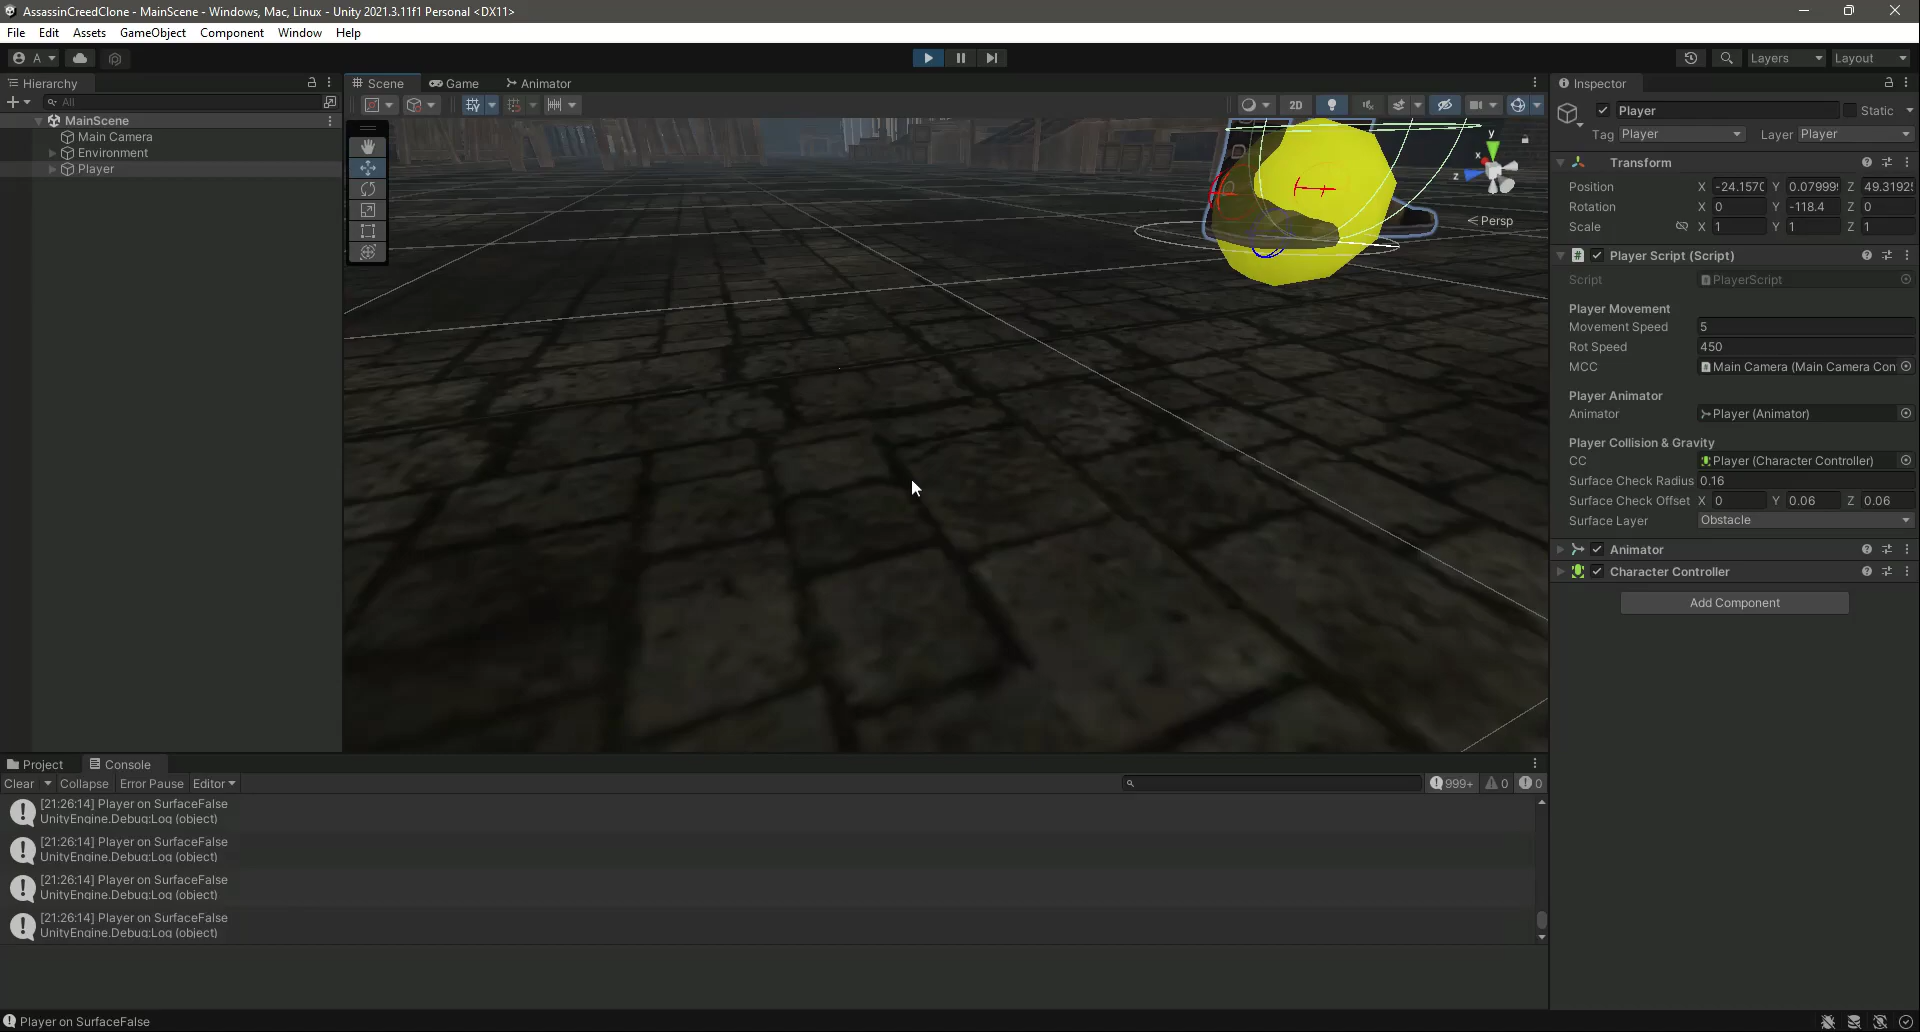 AssassinCreedClone - MainScene - Windows, Mac, Linux - Unity 2021.3.11f1 Personal <DX11>
File Edit Assets GameObject Component Window Help
A
Layers Layout
Hierarchy
All
MainScene
Main Camera
Environment
Player
Scene Game Animator
2D
y
x
z
Persp
Inspector
Player Static
Tag Player Layer Player
Transform
Position X -24.157 Y 0.07999 Z 49.3192
Rotation X 0 Y -118.4 Z 0
Scale X 1 Y 1 Z 1
Player Script (Script)
Script PlayerScript
Player Movement
Movement Speed 5
Rot Speed 450
MCC Main Camera (Main Camera Con
Player Animator
Animator Player (Animator)
Player Collision & Gravity
CC Player (Character Controller)
Surface Check Radius 0.16
Surface Check Offset X 0 Y 0.06 Z 0.06
Surface Layer Obstacle
Animator
Character Controller
Add Component
Project Console
Clear Collapse Error Pause Editor
999+ 0 0
[21:26:14] Player on SurfaceFalse
UnityEngine.Debug:Log (object)
[21:26:14] Player on SurfaceFalse
UnityEngine.Debug:Log (object)
[21:26:14] Player on SurfaceFalse
UnityEngine.Debug:Log (object)
[21:26:14] Player on SurfaceFalse
UnityEngine.Debug:Log (object)
Player on SurfaceFalse